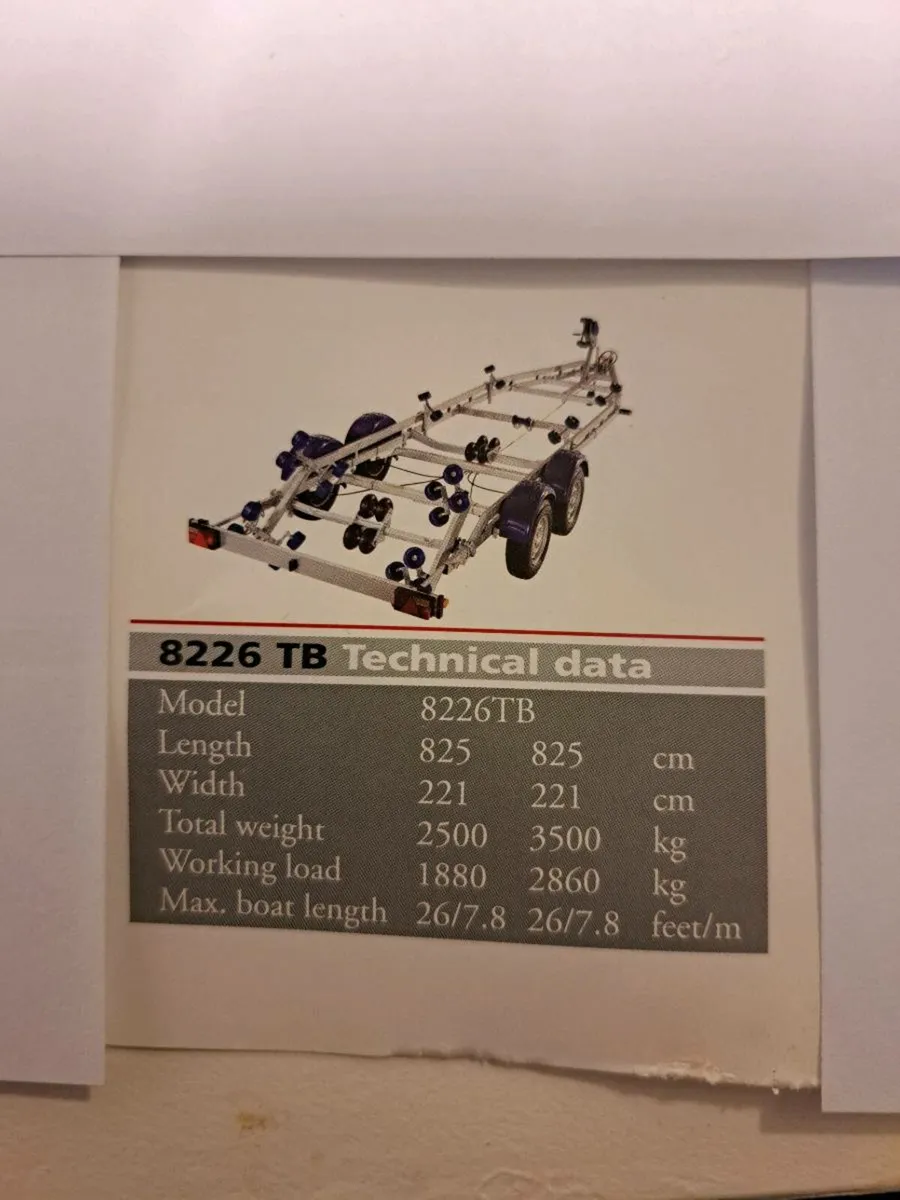 8226 TB Technical data
Model 8226TB
Length 825 825 cm
Width 221 221 cm
Total weight 2500 3500 kg
Working load 1880 2860 kg
Max. boat length 26/7.8 26/7.8 feet/m